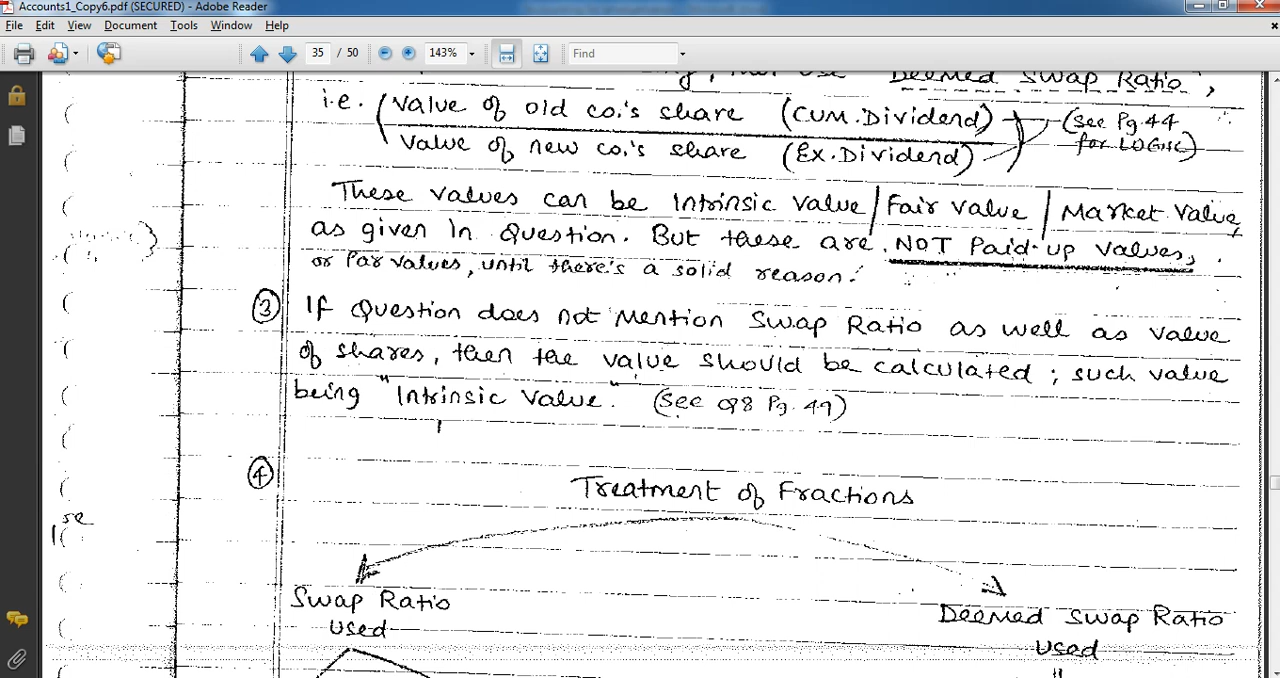 Accounts1_Copy6.pdf (SECURED) - Adobe Reader
File Edit View Document Tools Window Help
35 / 50 143% Find
use "Deemed Swap Ratio",
i.e. (Value of old co.'s share (CUM.Dividend)
Value of new co.'s share (Ex.Dividend)
(see Pg.44
for LOGIC)
These values can be Intrinsic Value / Fair Value / Market Value,
as given in Question. But these are NOT Paid-up Values,
or Par values, until there's a solid reason.
③ If Question does not Mention Swap Ratio as well as value
of shares, then the value should be calculated; such value
being "Intrinsic Value." (See Q8 Pg.49)
④ Treatment of Fractions
Swap Ratio
Used
Deemed Swap Ratio
Used